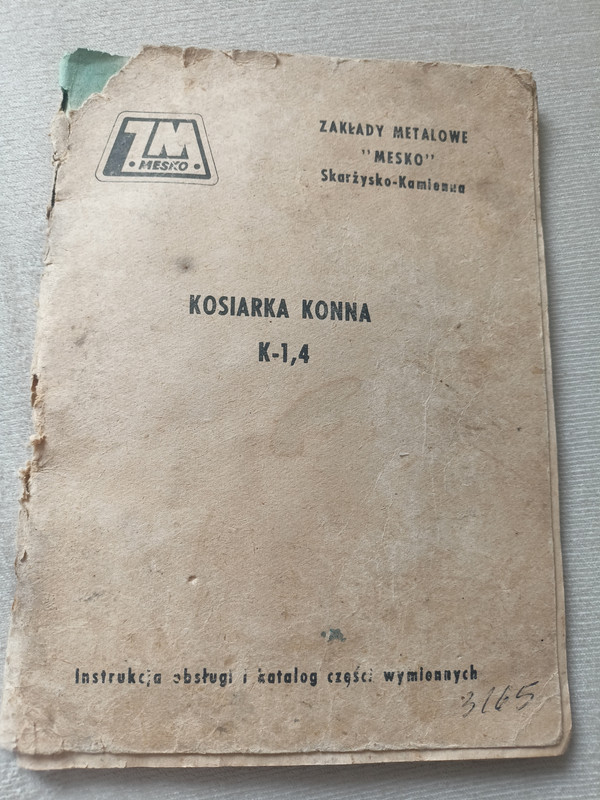 ZM
• MESKO •
ZAKŁADY METALOWE
"MESKO"
Skarżysko-Kamienna
KOSIARKA KONNA
K-1,4
Instrukcja obsługi i katalog części wymiennych
3165